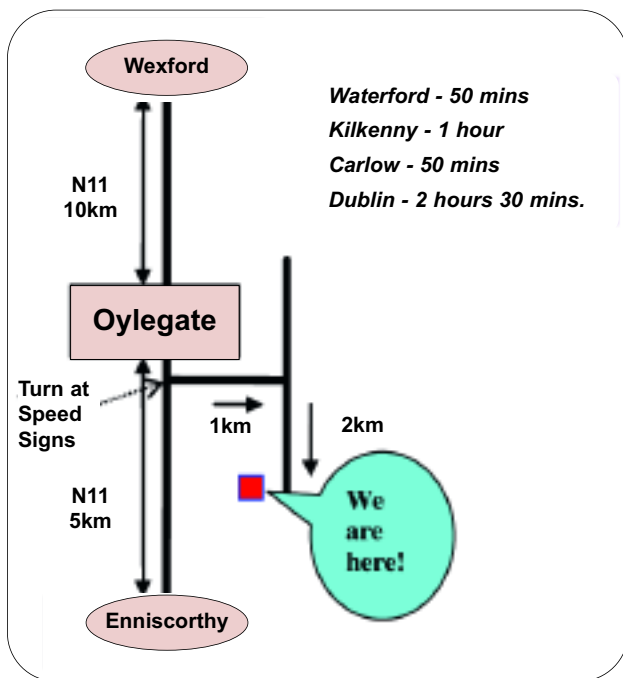 Wexford
Waterford - 50 mins
Kilkenny - 1 hour
Carlow - 50 mins
Dublin - 2 hours 30 mins.
N11
10km
Oylegate
Turn at
Speed
Signs
1km
2km
N11
5km
We
are
here!
Enniscorthy